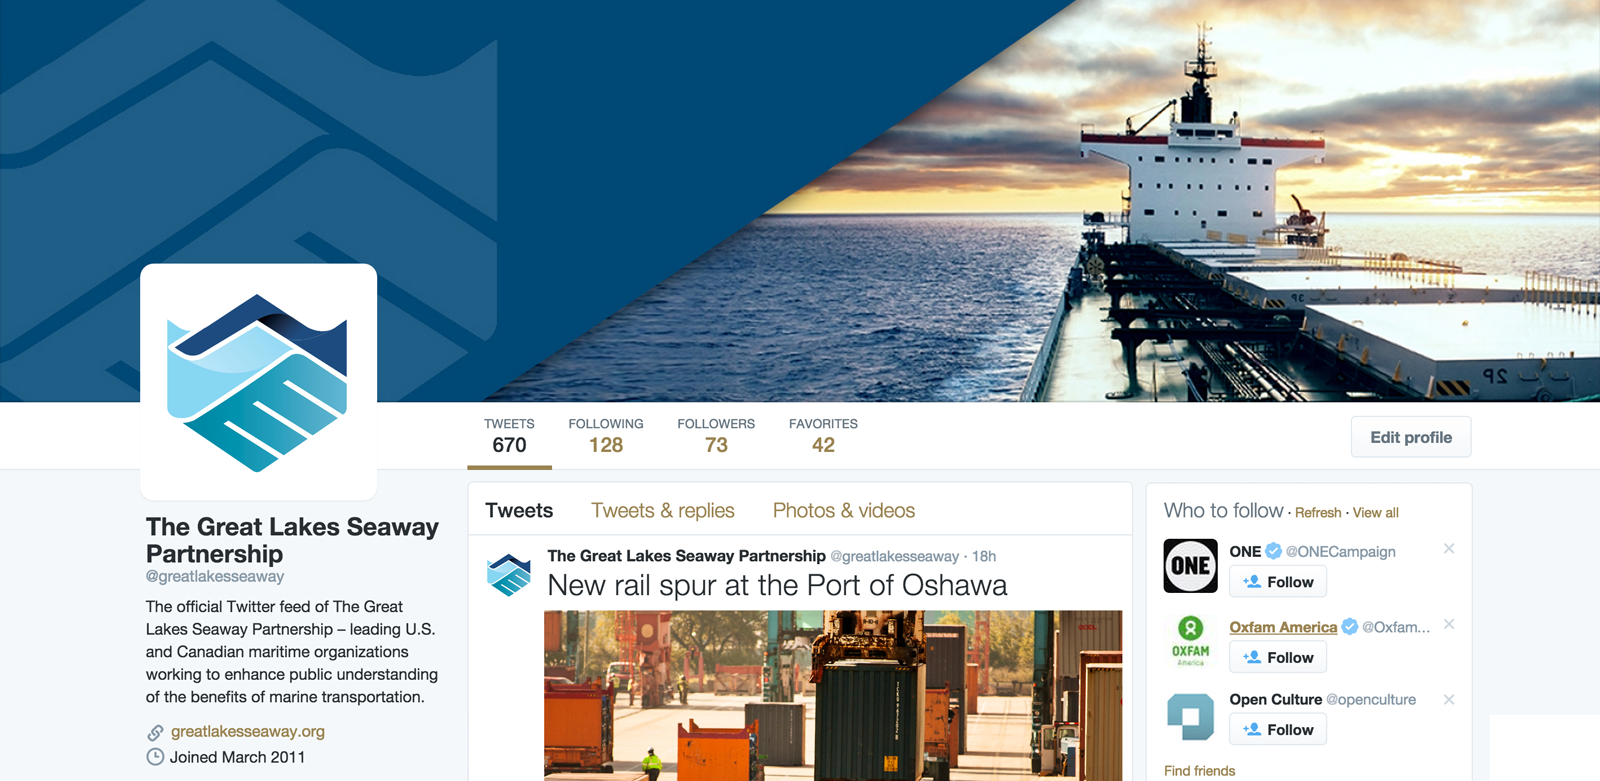 TWEETS
670
FOLLOWING
128
FOLLOWERS
73
FAVORITES
42
Edit profile
The Great Lakes Seaway
Partnership
@greatlakesseaway
The official Twitter feed of The Great
Lakes Seaway Partnership – leading U.S.
and Canadian maritime organizations
working to enhance public understanding
of the benefits of marine transportation.
greatlakesseaway.org
Joined March 2011
Tweets Tweets & replies Photos & videos
The Great Lakes Seaway Partnership @greatlakesseaway · 18h
New rail spur at the Port of Oshawa
Who to follow · Refresh · View all
ONE
ONE @ONECampaign
Follow
OXFAM
America
Oxfam America @Oxfam...
Follow
Open Culture @openculture
Follow
Find friends